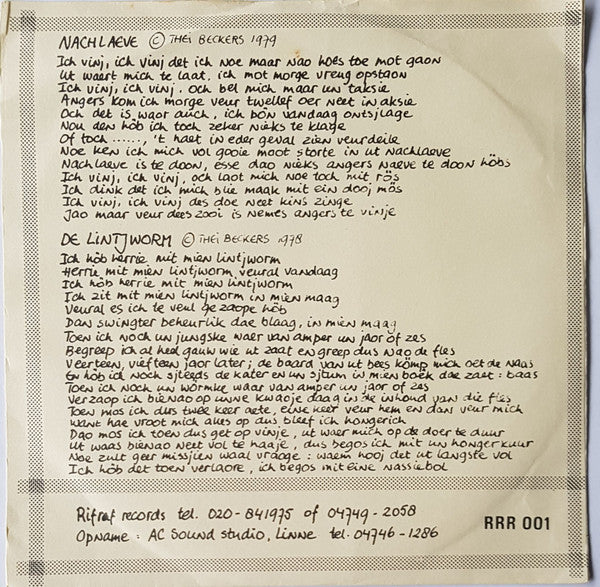 NACHLAEVE © THEI BECKERS 1979
Ich vinj, ich vinj det ich noe maar nao hoes toe mot gaon
Ut waert mich te laat, ich mot morge vreug opstaon
Ich vinj, ich vinj, och bel mich maar un taksie
Angers kom ich morge veur twellef oer neet in aksie
Och det is waor auch, ich bön vandaag ontsjlage
Nou den höb ich toch zeker nieks te klage
Of toch ......, 't haet in eder geval zien veurdeile
Noe ken ich mich vol gooie moot storte in ut nachlaeve
Nachlaeve is te doon, esse dao nieks angers naeve te doon höbs
Ich vinj, ich vinj, och laot mich noe toch mit rös
Ich dink det ich mich blie maak mit ein dooj mös
Ich vinj, ich vinj des doe neet kins zinge
Jao maar veur dees zooi is nemes angers te vinje
DE LINTJWORM © THEI BECKERS 1978
Ich höb herrie mit mien lintjworm
Herrie mit mien lintjworm, veural vandaag
Ich höb herrie mit mien lintjworm
Ich zit mit mien lintjworm in mien maag
Veural es ich te veul gezaope höb
Dan swingter beheurlik dae blaag, in mien maag
Toen ich noch un jungske waer van amper un jaor of zes
Begreep ich al hed gauw wie ut zaat en greep dus nao de fles
Veerteen, viefteen jaor later; de baard van ut bees kömp mich oet de naas
En höb ich noch sjteeds de kater en un sjtum in mien boek dae zaet: baas
Toen ich noch un wörmke waar van amper un jaor of zes
Verzaop ich bienao op unne kwaoje daag in de inhoud van die fles
Toen mos ich dus twee keer aete, eine keer veur hem en dan veur mich
Want hae vroot mich alles op dus bleef ich hongerich
Dao mos ich toen dus get op vinje, ut waer mich op de doer te duur
Ut waas bienao neet vol te haaje, dus begos ich mit un hongerkuur
Noe zult geer missjien waal vraoge: waem hooj det ut langste vol
Ich höb det toen verlaore, ich begos mit eine nassiebol
Rifraf records tel. 020-841975 of 04749-2058
Opname: AC Sound studio, Linne tel. 04746-1286
RRR 001